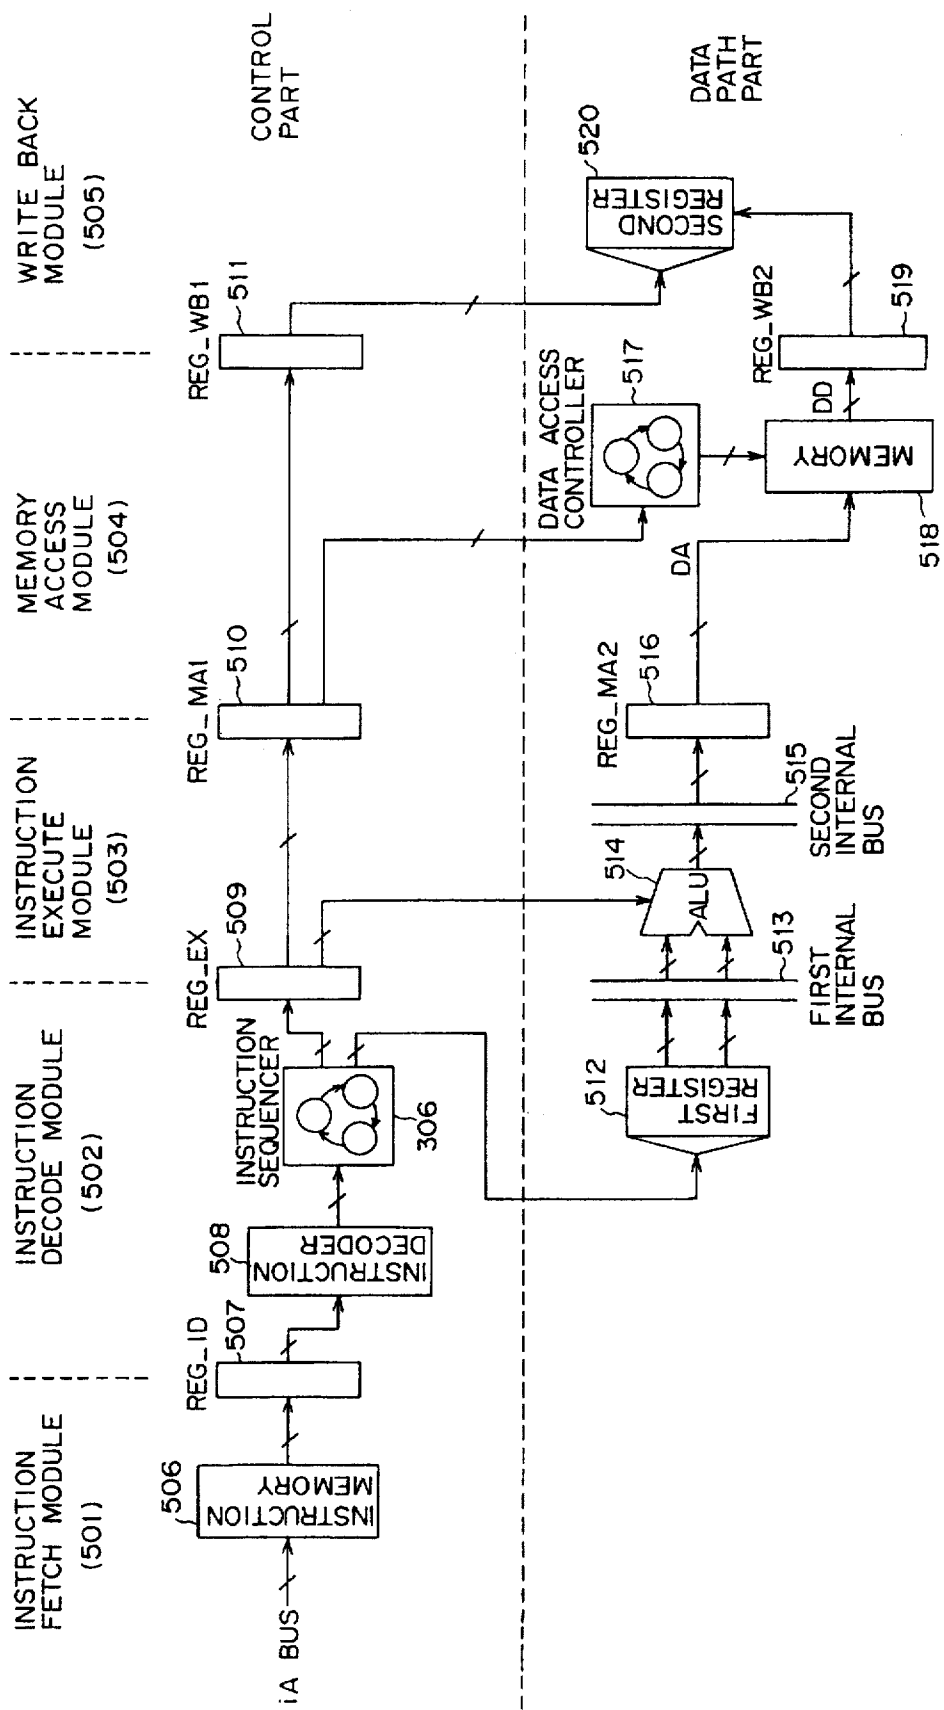 INSTRUCTION
FETCH MODULE
(501)
INSTRUCTION
DECODE MODULE
(502)
INSTRUCTION
EXECUTE
MODULE
(503)
MEMORY
ACCESS
MODULE
(504)
WRITE BACK
MODULE
(505)
iA BUS
506
INSTRUCTION
MEMORY
REG_ID
507
508
INSTRUCTION
DECODER
INSTRUCTION
SEQUENCER
306
REG_EX
509
REG_MA1
510
REG_WB1
511
CONTROL
PART
512
FIRST
REGISTER
513
FIRST
INTERNAL
BUS
514
ALU
515
SECOND
INTERNAL
BUS
REG_MA2
516
DA
DATA ACCESS
CONTROLLER
517
MEMORY
518
DD
REG_WB2
519
520
SECOND
REGISTER
DATA
PATH
PART